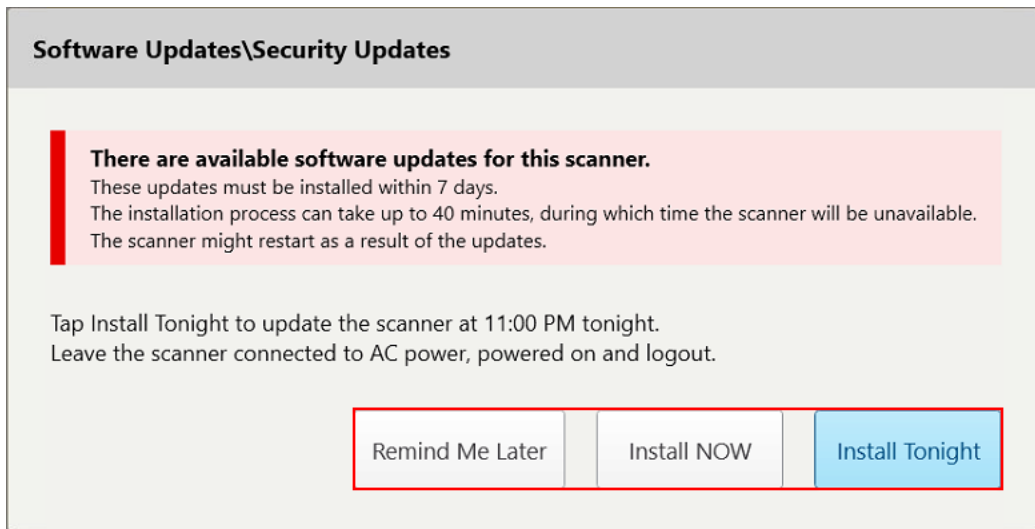 Software Updates\Security Updates
There are available software updates for this scanner.
These updates must be installed within 7 days.
The installation process can take up to 40 minutes, during which time the scanner will be unavailable.
The scanner might restart as a result of the updates.
Tap Install Tonight to update the scanner at 11:00 PM tonight.
Leave the scanner connected to AC power, powered on and logout.
Remind Me Later Install NOW Install Tonight